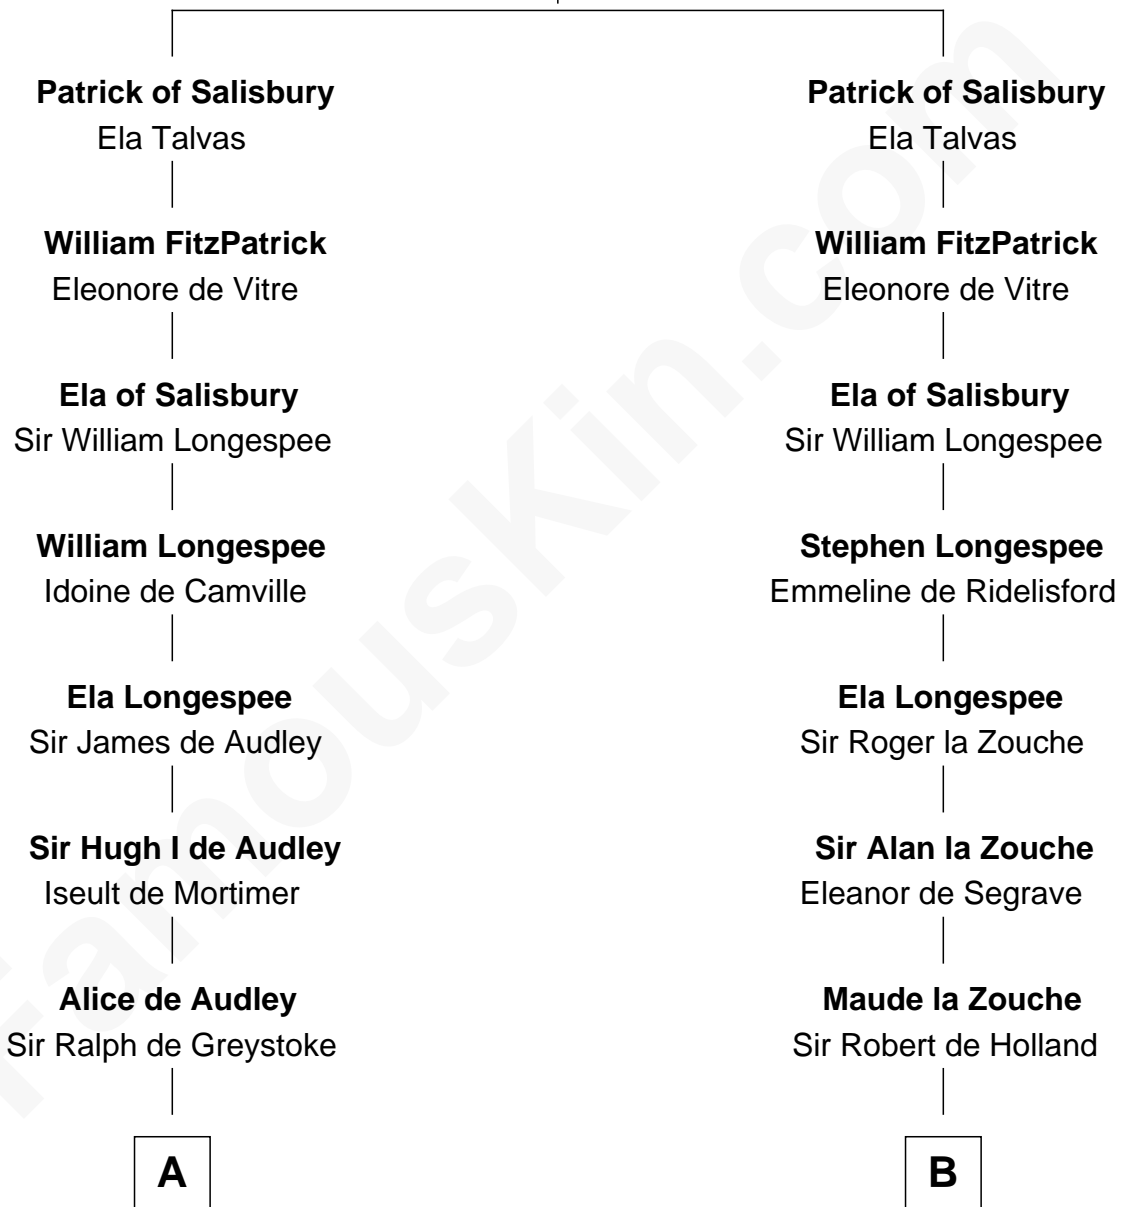 Patrick of Salisbury
Ela Talvas
William FitzPatrick
Eleonore de Vitre
Ela of Salisbury
Sir William Longespee
William Longespee
Idoine de Camville
Ela Longespee
Sir James de Audley
Sir Hugh I de Audley
Iseult de Mortimer
Alice de Audley
Sir Ralph de Greystoke
A
Patrick of Salisbury
Ela Talvas
William FitzPatrick
Eleonore de Vitre
Ela of Salisbury
Sir William Longespee
Stephen Longespee
Emmeline de Ridelisford
Ela Longespee
Sir Roger la Zouche
Sir Alan la Zouche
Eleanor de Segrave
Maude la Zouche
Sir Robert de Holland
B
FamousKin.com